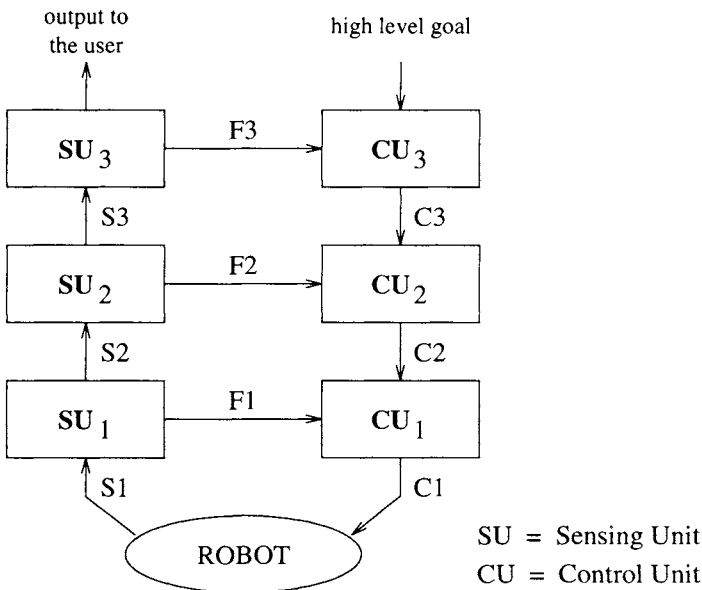 output to
the user
high level goal
SU3
F3
CU3
S3
C3
SU2
F2
CU2
S2
C2
SU1
F1
CU1
S1
C1
ROBOT
SU = Sensing Unit
CU = Control Unit